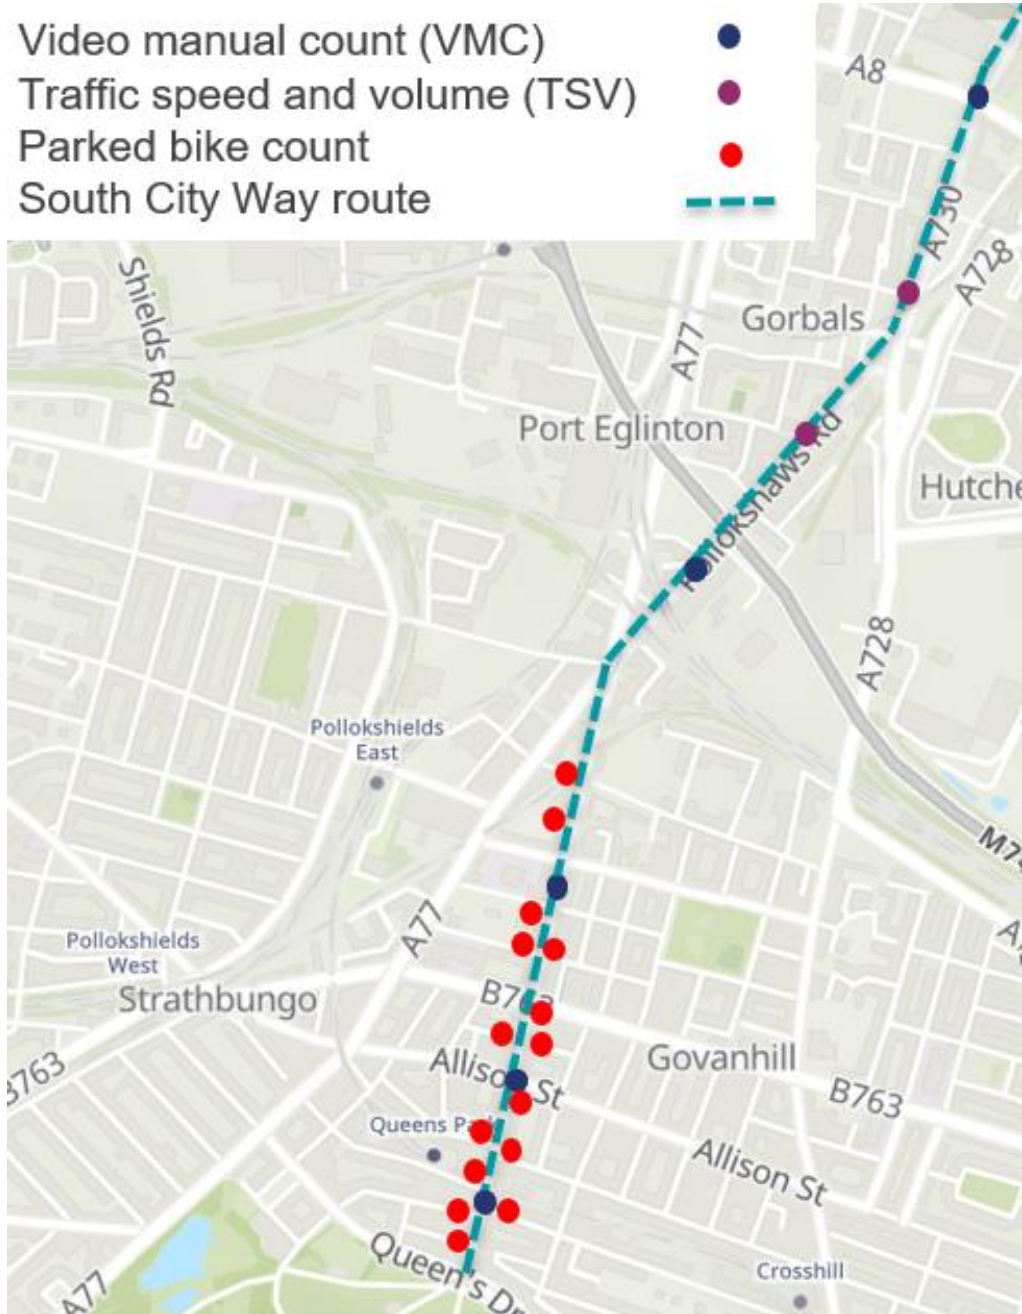 Video manual count (VMC)
Traffic speed and volume (TSV)
Parked bike count
South City Way route
A8
A730
A728
Shields Rd
Gorbals
A77
Port Eglinton
Pollokshaws Rd
Hutche
A728
Pollokshields
East
M74
A77
Pollokshields
West
Strathbungo
B763
Govanhill
B763
Allison St
B763
Queens Park
Allison St
Queen's Dr
Crosshill
A77